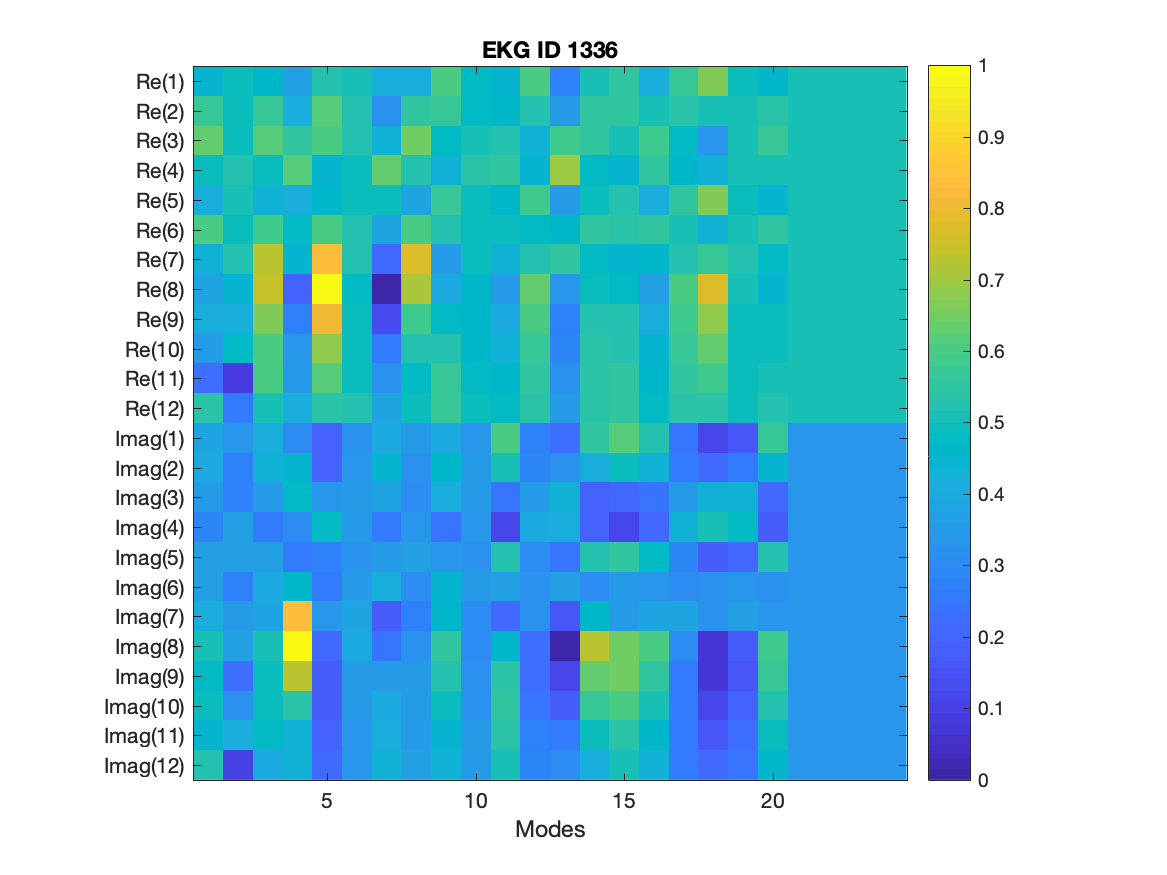 EKG ID 1336
Re(1)
Re(2)
Re(3)
Re(4)
Re(5)
Re(6)
Re(7)
Re(8)
Re(9)
Re(10)
Re(11)
Re(12)
Imag(1)
Imag(2)
Imag(3)
Imag(4)
Imag(5)
Imag(6)
Imag(7)
Imag(8)
Imag(9)
Imag(10)
Imag(11)
Imag(12)
5 10 15 20
Modes
1
0.9
0.8
0.7
0.6
0.5
0.4
0.3
0.2
0.1
0